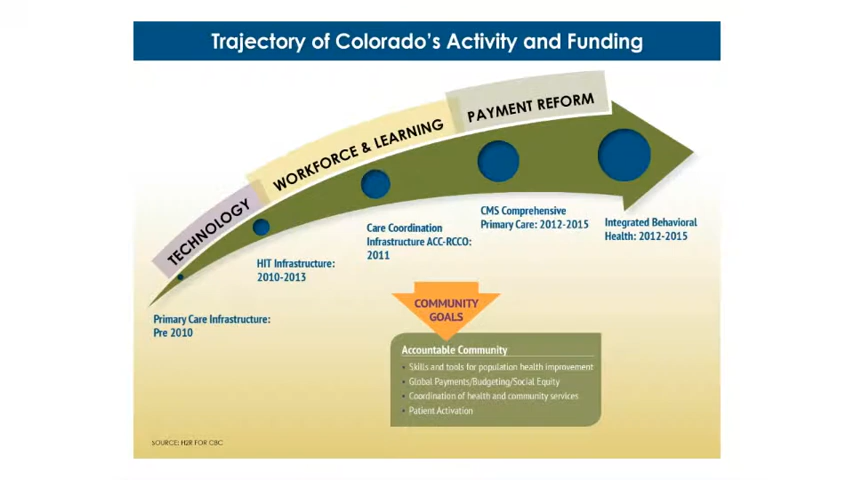 Trajectory of Colorado's Activity and Funding
TECHNOLOGY
WORKFORCE & LEARNING
PAYMENT REFORM
Primary Care Infrastructure:
Pre 2010
HIT Infrastructure:
2010-2013
Care Coordination
Infrastructure ACC-RCCO:
2011
CMS Comprehensive
Primary Care: 2012-2015
Integrated Behavioral
Health: 2012-2015
COMMUNITY
GOALS
Accountable Community
• Skills and tools for population health improvement
• Global Payments/Budgeting/Social Equity
• Coordination of health and community services
• Patient Activation
SOURCE: H2R FOR CBC